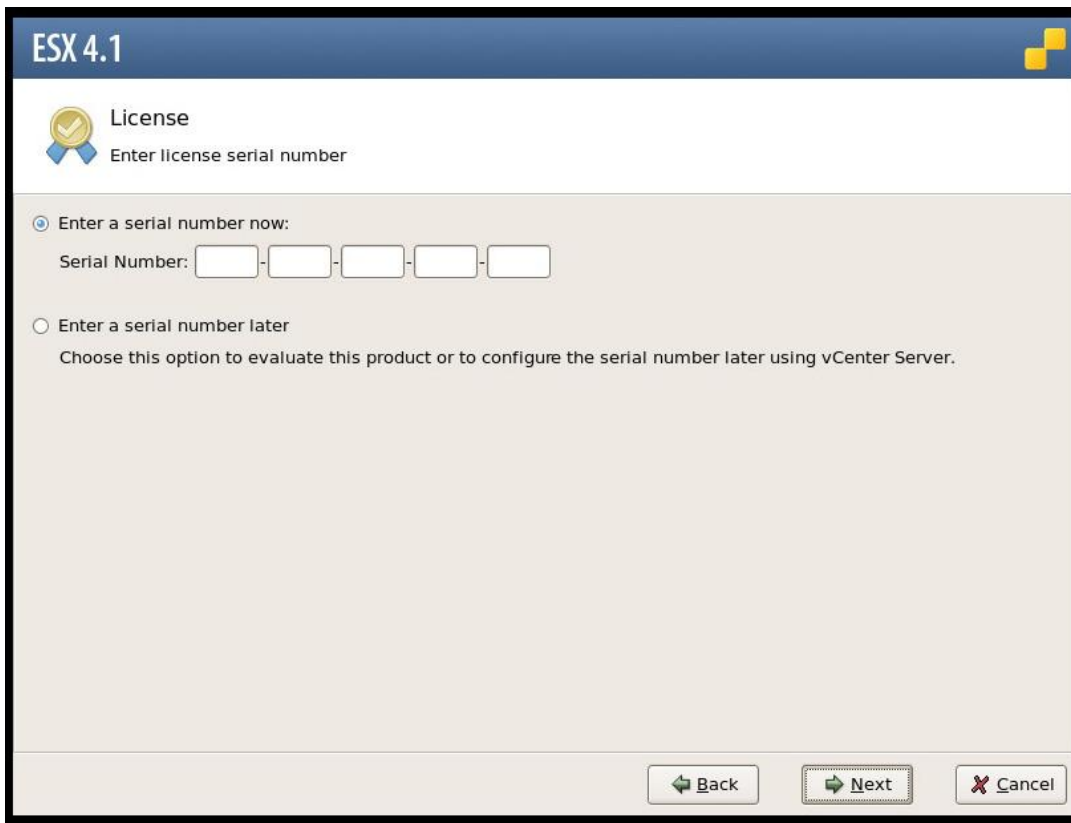 ESX 4.1
License
Enter license serial number
Enter a serial number now:
Serial Number: - - - -
Enter a serial number later
Choose this option to evaluate this product or to configure the serial number later using vCenter Server.
Back Next Cancel